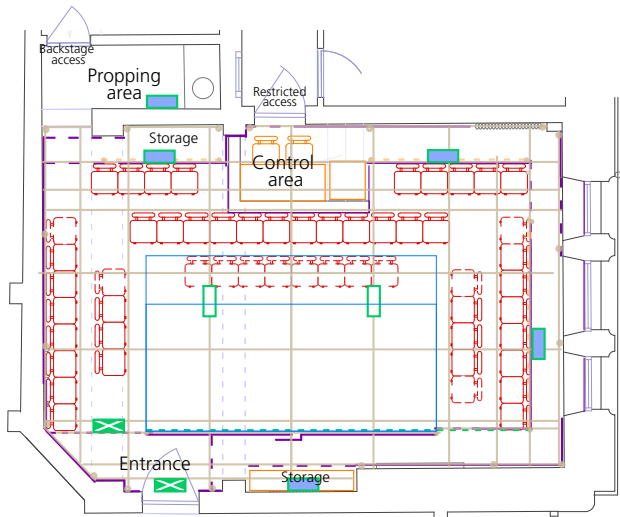 Backstage
access
Propping
area
Restricted
access
Storage
Control
area
Entrance
Storage